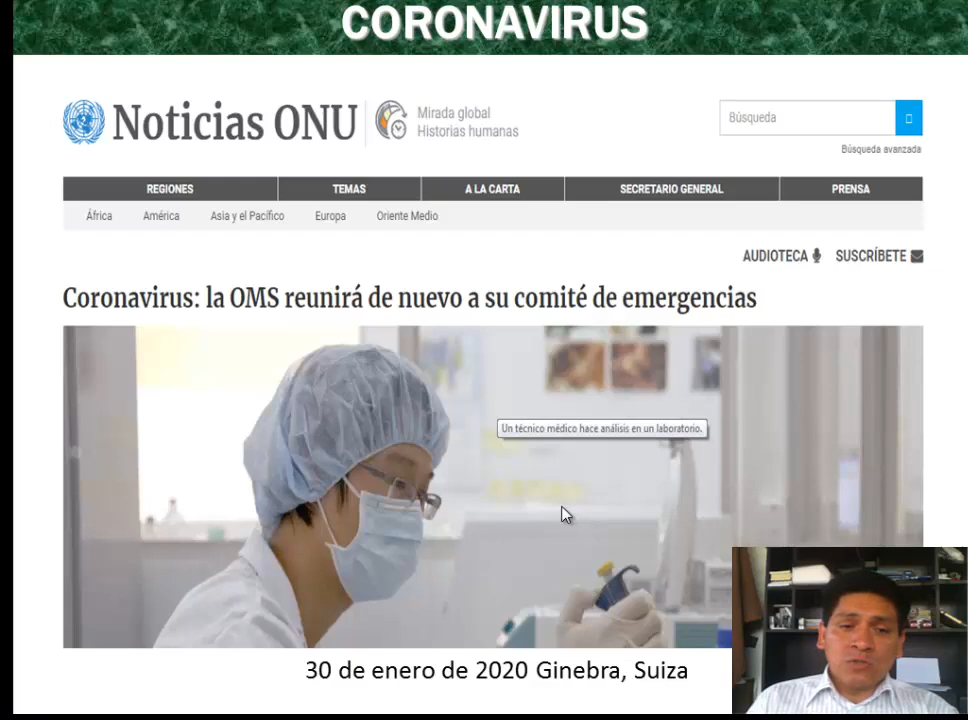 CORONAVIRUS
Noticias ONU
Mirada global
Historias humanas
Búsqueda
Búsqueda avanzada
REGIONES TEMAS A LA CARTA SECRETARIO GENERAL PRENSA
África América Asia y el Pacífico Europa Oriente Medio
AUDIOTECA SUSCRÍBETE
Coronavirus: la OMS reunirá de nuevo a su comité de emergencias
Un técnico médico hace análisis en un laboratorio.
30 de enero de 2020 Ginebra, Suiza